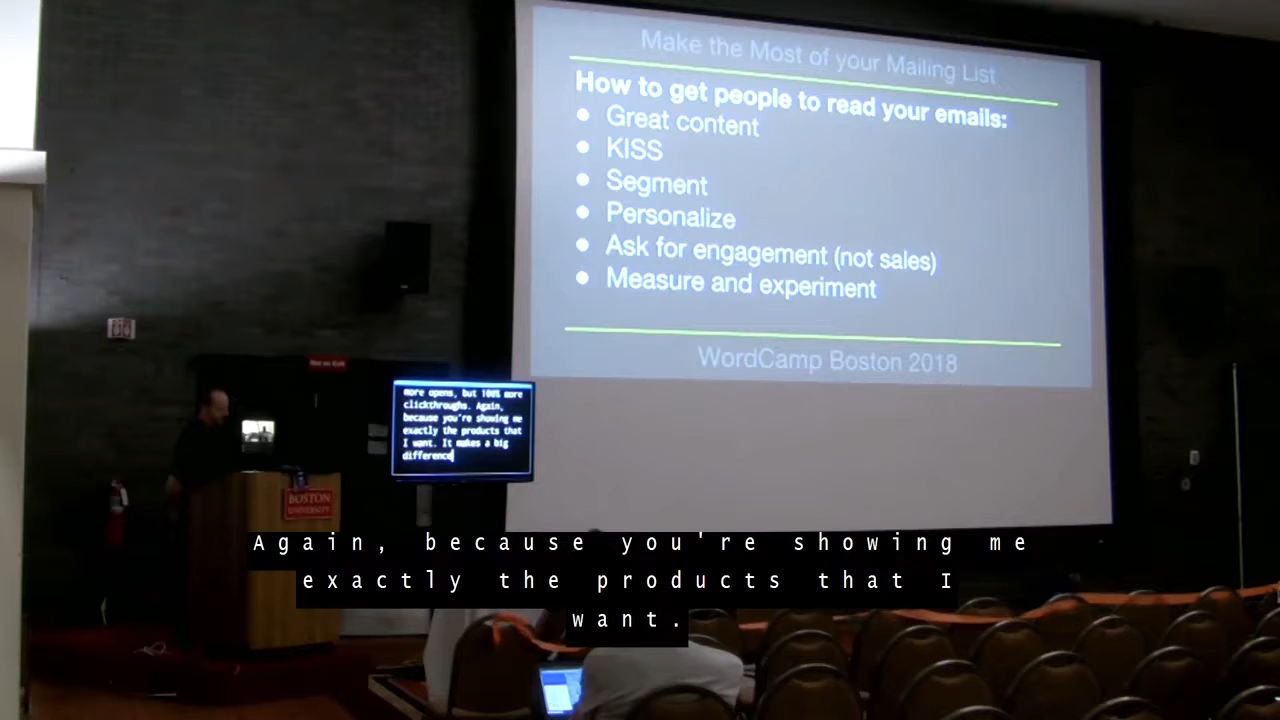 Make the Most of your Mailing List
How to get people to read your emails:
● Great content
● KISS
● Segment
● Personalize
● Ask for engagement (not sales)
● Measure and experiment
WordCamp Boston 2018
Not an Exit
more opens, but 100% more
clickthroughs. Again,
because you're showing me
exactly the products that
I want. It makes a big
difference
BOSTON
UNIVERSITY
Again, because you're showing me
exactly the products that I
want.